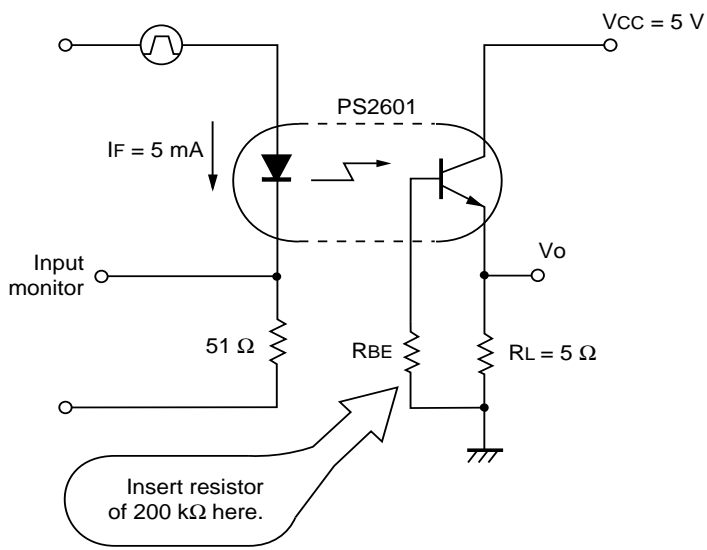 VCC = 5 V
PS2601
IF = 5 mA
Input
monitor
Vo
51 Ω
RBE
RL = 5 Ω
Insert resistor
of 200 kΩ here.